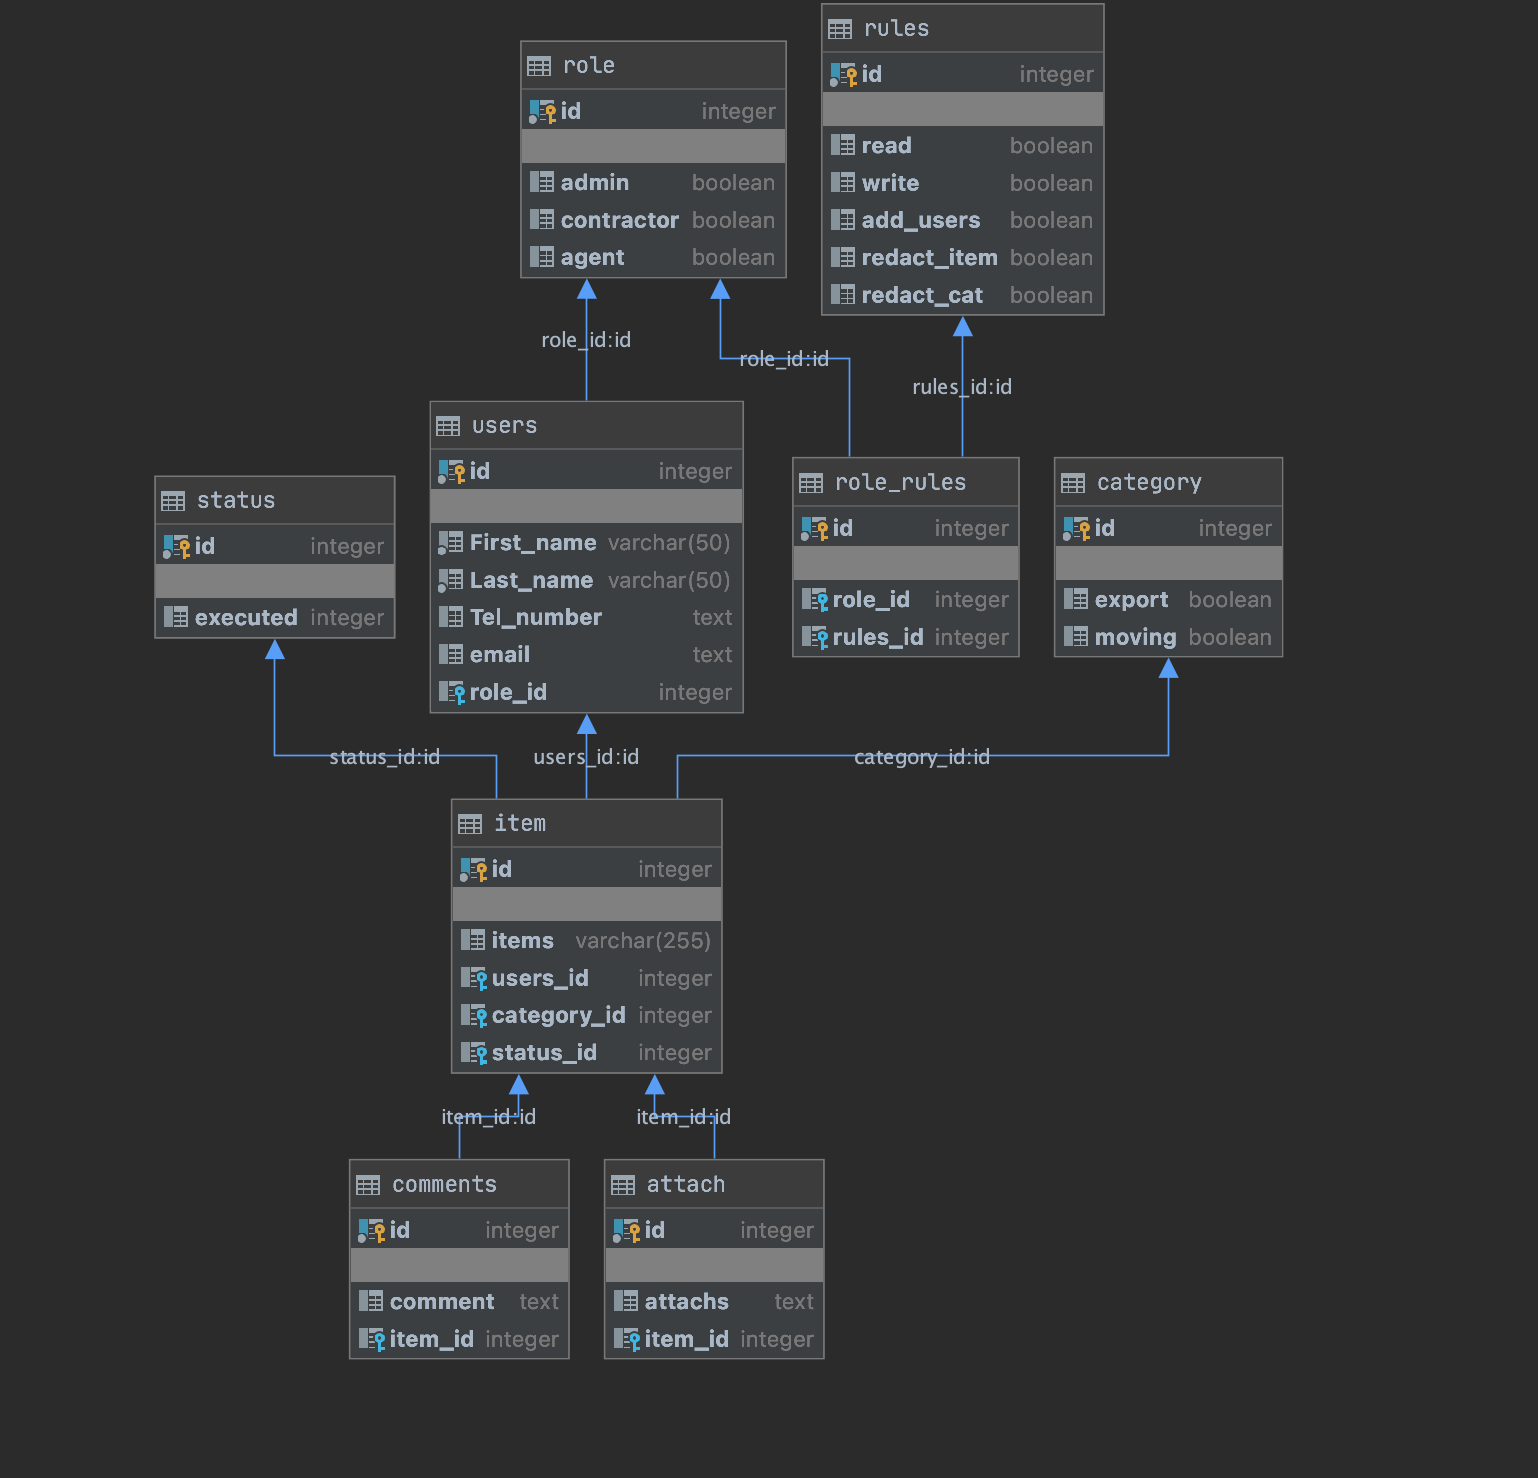 rules
id integer
read boolean
write boolean
add_users boolean
redact_item boolean
redact_cat boolean
role
id integer
admin boolean
contractor boolean
agent boolean
role_id:id
role_id:id
rules_id:id
users
id integer
First_name varchar(50)
Last_name varchar(50)
Tel_number text
email text
role_id integer
status
id integer
executed integer
role_rules
id integer
role_id integer
rules_id integer
category
id integer
export boolean
moving boolean
status_id:id
users_id:id
category_id:id
item
id integer
items varchar(255)
users_id integer
category_id integer
status_id integer
item_id:id
item_id:id
comments
id integer
comment text
item_id integer
attach
id integer
attachs text
item_id integer